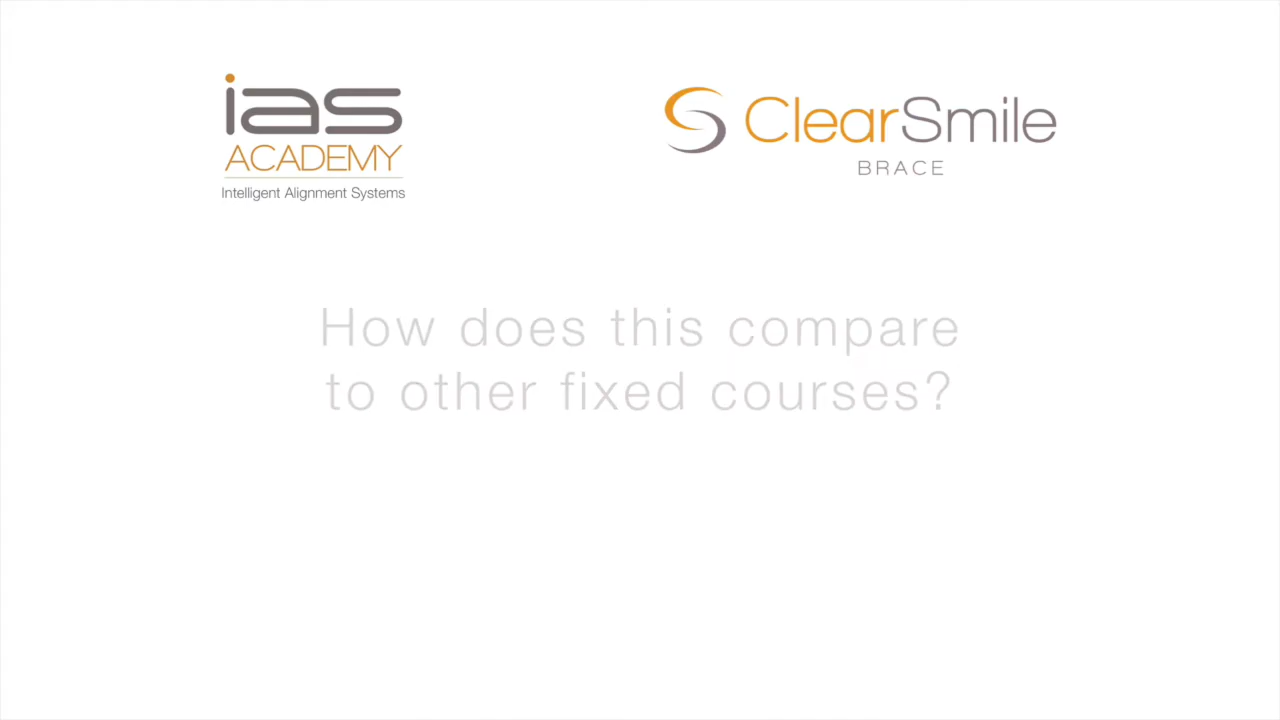 ias
ACADEMY
Intelligent Alignment Systems
ClearSmile
BRACE
How does this compare
to other fixed courses?